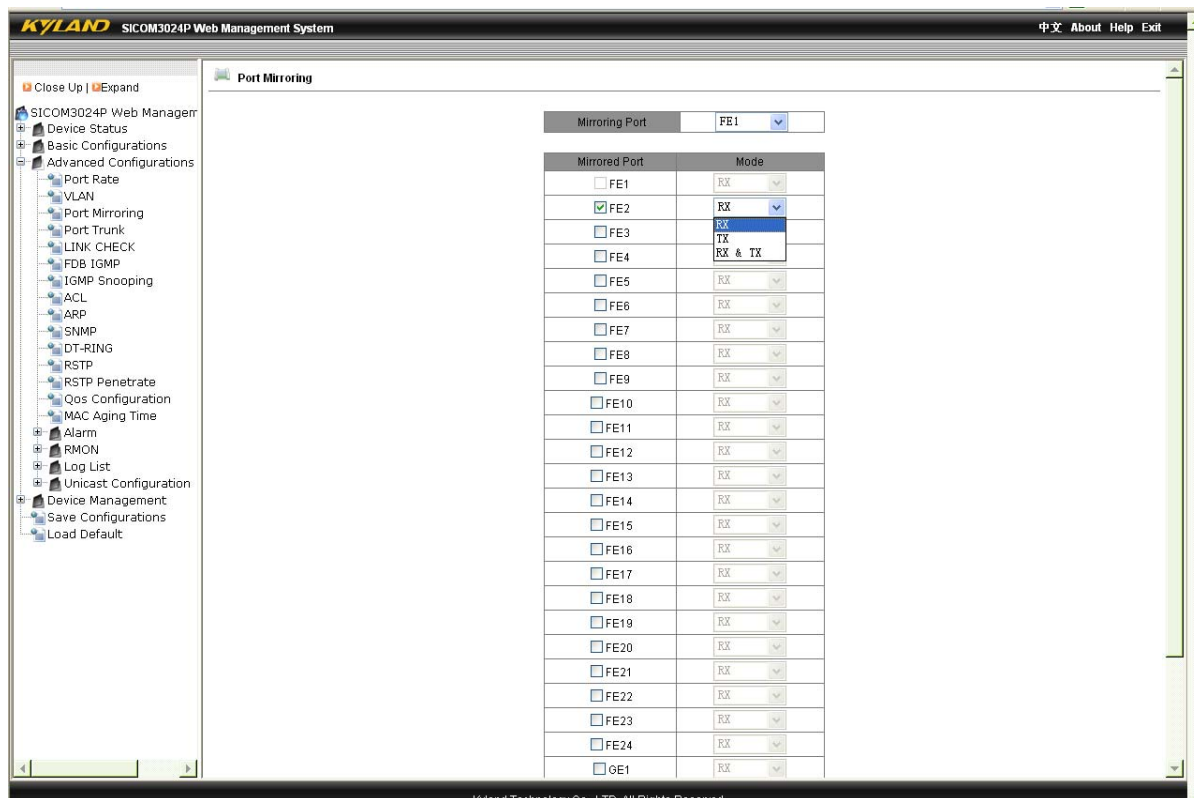 KYLAND SICOM3024P Web Management System
中文 About Help Exit
Close Up | Expand
SICOM3024P Web Managem
Device Status
Basic Configurations
Advanced Configurations
Port Rate
VLAN
Port Mirroring
Port Trunk
LINK CHECK
FDB IGMP
IGMP Snooping
ACL
ARP
SNMP
DT-RING
RSTP
RSTP Penetrate
Qos Configuration
MAC Aging Time
Alarm
RMON
Log List
Unicast Configuration
Device Management
Save Configurations
Load Default
Port Mirroring
Mirroring Port FE1
Mirrored Port Mode
FE1 RX
FE2 RX
RX
FE3
TX
RX & TX
FE4
FE5 RX
FE6 RX
FE7 RX
FE8 RX
FE9 RX
FE10 RX
FE11 RX
FE12 RX
FE13 RX
FE14 RX
FE15 RX
FE16 RX
FE17 RX
FE18 RX
FE19 RX
FE20 RX
FE21 RX
FE22 RX
FE23 RX
FE24 RX
GE1 RX